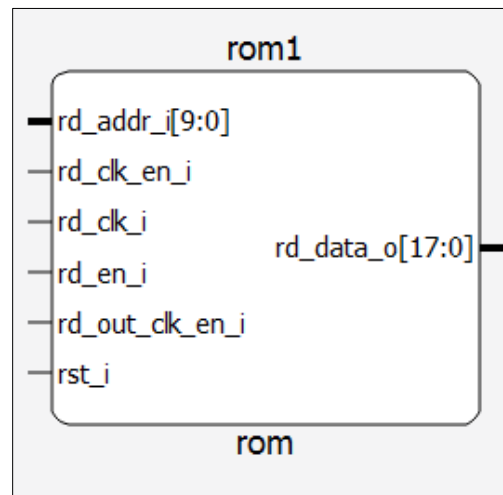 rom1
rd_addr_i[9:0]
rd_clk_en_i
rd_clk_i
rd_data_o[17:0]
rd_en_i
rd_out_clk_en_i
rst_i
rom